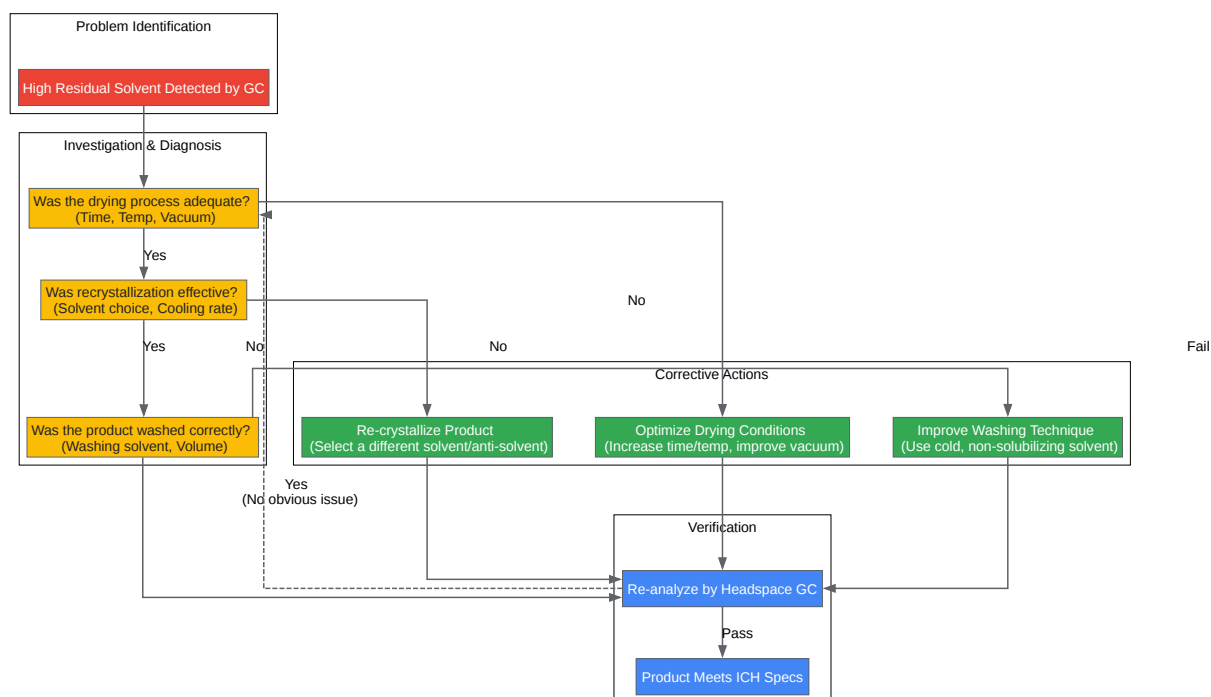 Problem Identification
High Residual Solvent Detected by GC
Investigation & Diagnosis
Was the drying process adequate?
(Time, Temp, Vacuum)
Yes
Was recrystallization effective?
(Solvent choice, Cooling rate)
No
Yes
No
No
Fail
Corrective Actions
Was the product washed correctly?
(Washing solvent, Volume)
Re-crystallize Product
(Select a different solvent/anti-solvent)
Optimize Drying Conditions
(Increase time/temp, improve vacuum)
Improve Washing Technique
(Use cold, non-solubilizing solvent)
Yes
(No obvious issue)
Verification
Re-analyze by Headspace GC
Pass
Product Meets ICH Specs